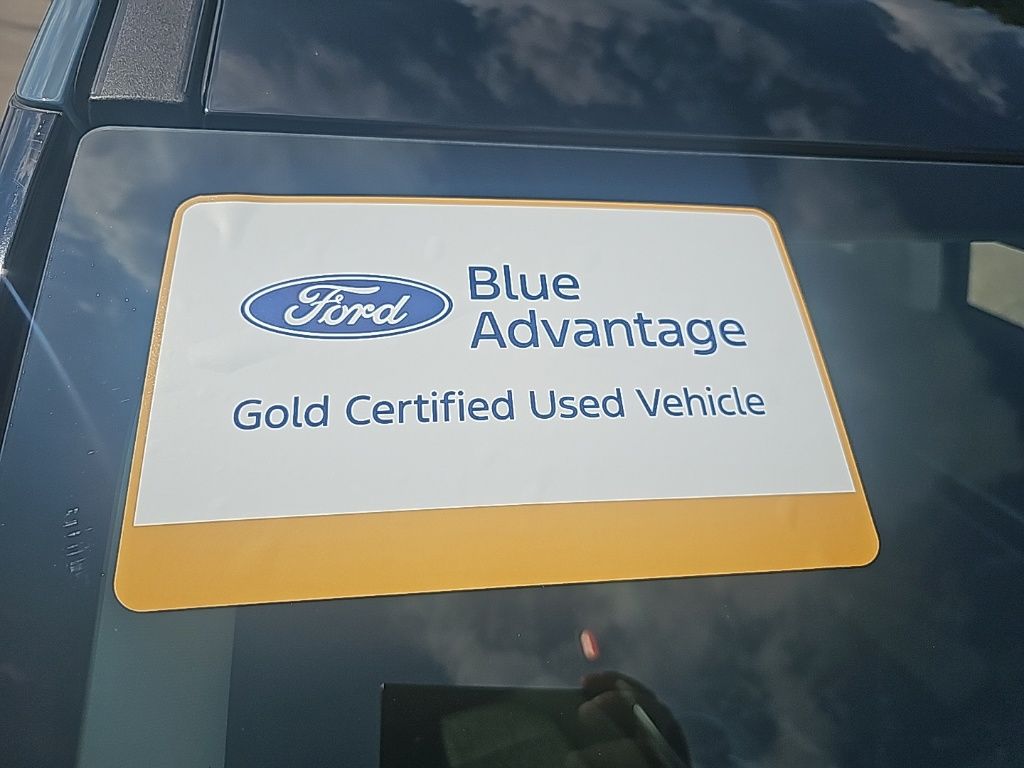 Ford
Blue
Advantage
Gold Certified Used Vehicle